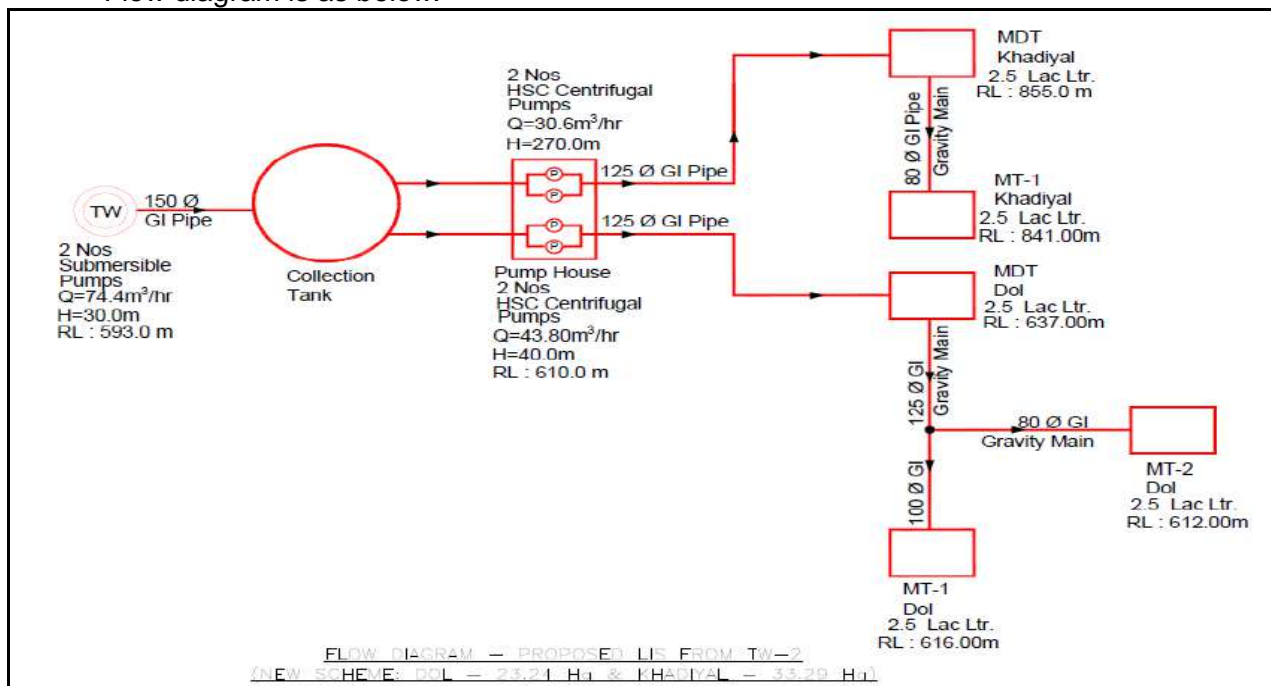 Flow diagram is as below:
2 Nos
HSC Centrifugal
Pumps
Q=30.6m³/hr
H=270.0m
TW
150 Ø
GI Pipe
2 Nos
Submersible
Pumps
Q=74.4m³/hr
H=30.0m
RL : 593.0 m
Collection
Tank
P
P
P
P
125 Ø GI Pipe
125 Ø GI Pipe
Pump House
2 Nos
HSC Centrifugal
Pumps
Q=43.80m³/hr
H=40.0m
RL : 610.0 m
MDT
Khadiyal
2.5 Lac Ltr.
RL : 855.0 m
80 Ø GI Pipe
Gravity Main
MT-1
Khadiyal
2.5 Lac Ltr.
RL : 841.00m
MDT
Dol
2.5 Lac Ltr.
RL : 637.00m
125 Ø GI
Gravity Main
80 Ø GI
Gravity Main
MT-2
Dol
2.5 Lac Ltr.
RL : 612.00m
100 Ø GI
MT-1
Dol
2.5 Lac Ltr.
RL : 616.00m
FLOW DIAGRAM – PROPOSED LIS FROM TW-2
(NEW SCHEME: DOL – 23.24 Ha & KHADIYAL – 33.29 Ha)